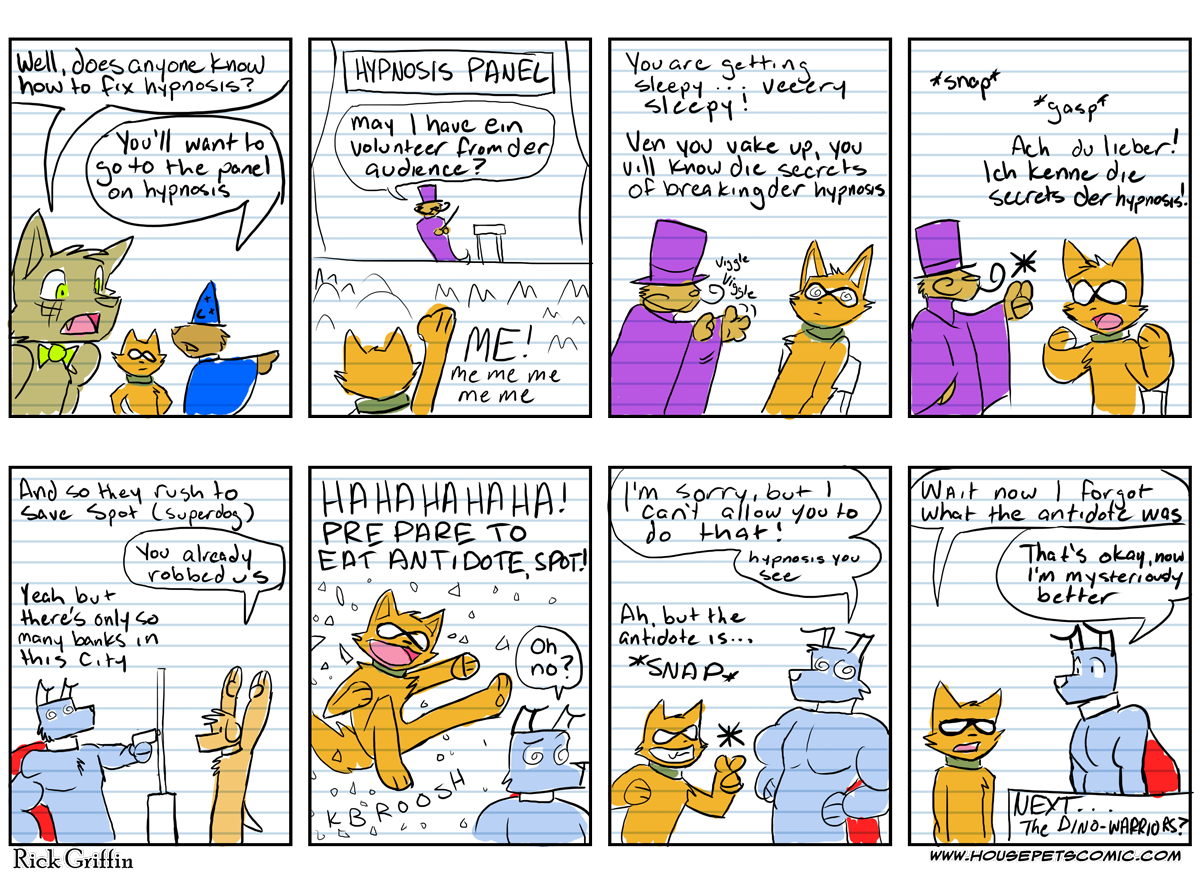 Well, does anyone know
how to fix hypnosis?
You'll want to
go to the panel
on hypnosis
HYPNOSIS PANEL
May I have ein
volunteer from der
audience?
ME!
me me me
me me
You are getting
sleepy... veeery
sleepy!
Ven you vake up, you
vill know die secrets
of breaking der hypnosis
Viggle
Viggle
*snap*
*gasp*
Ach du lieber!
Ich kenne die
secrets der hypnosis!
And so they rush to
save Spot (superdog)
You already
robbed us
Yeah but
there's only so
many banks in
this city
HA HA HA HA HA!
PREPARE TO
EAT ANTIDOTE, SPOT!
Oh
no?
KBROOSH
I'm sorry, but I
can't allow you to
do that!
hypnosis you
see
Ah, but the
antidote is...
*SNAP*
Wait now I forgot
what the antidote was
That's okay, now
I'm mysteriously
better
NEXT...
The DINO-WARRIORS?
Rick Griffin
WWW.HOUSEPETSCOMIC.COM